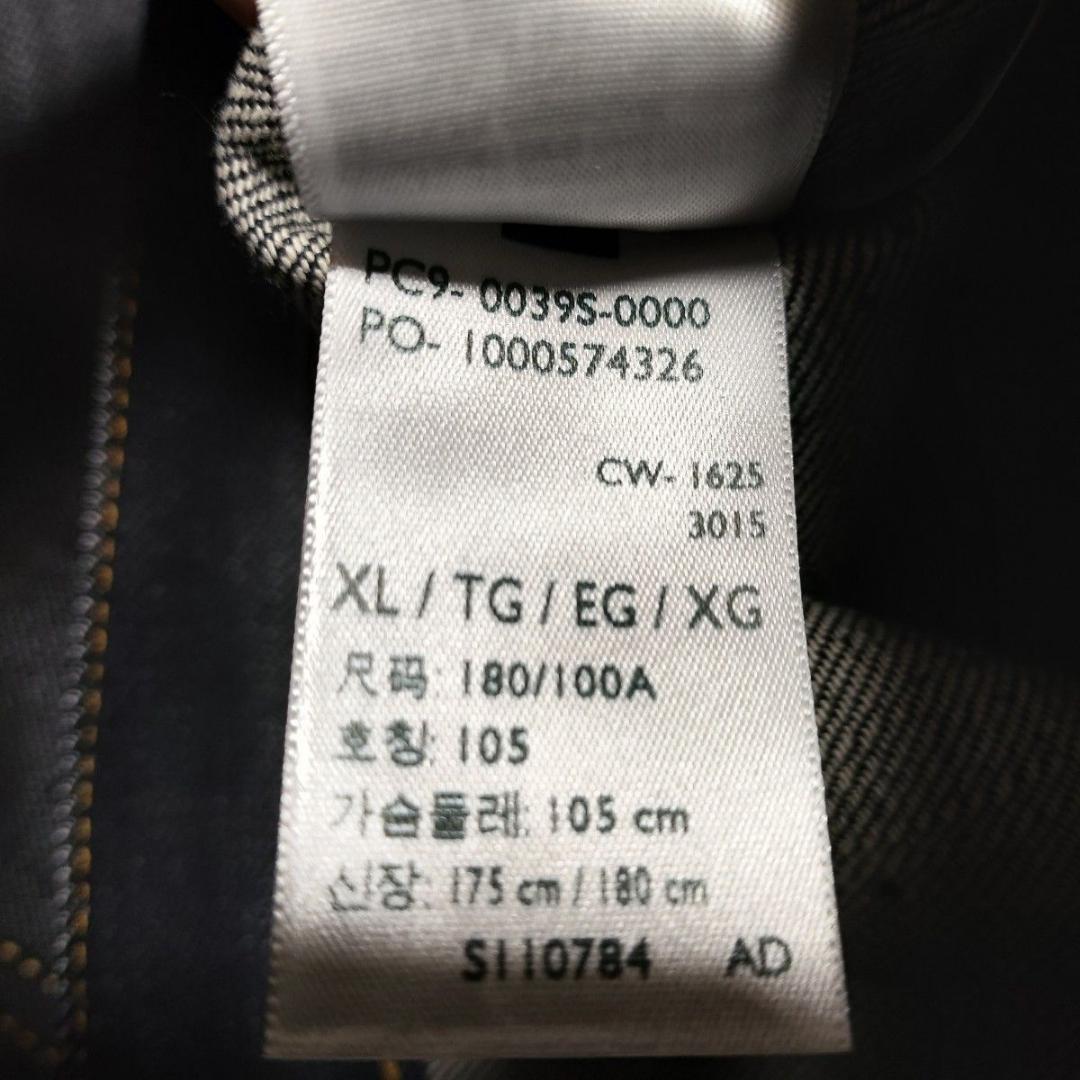 PC9- 0039S-0000
PO- 1000574326
CW- 1625
3015
XL / TG / EG / XG
尺码: 180/100A
호칭: 105
가슴둘레: 105 cm
신장: 175 cm / 180 cm
S110784 AD